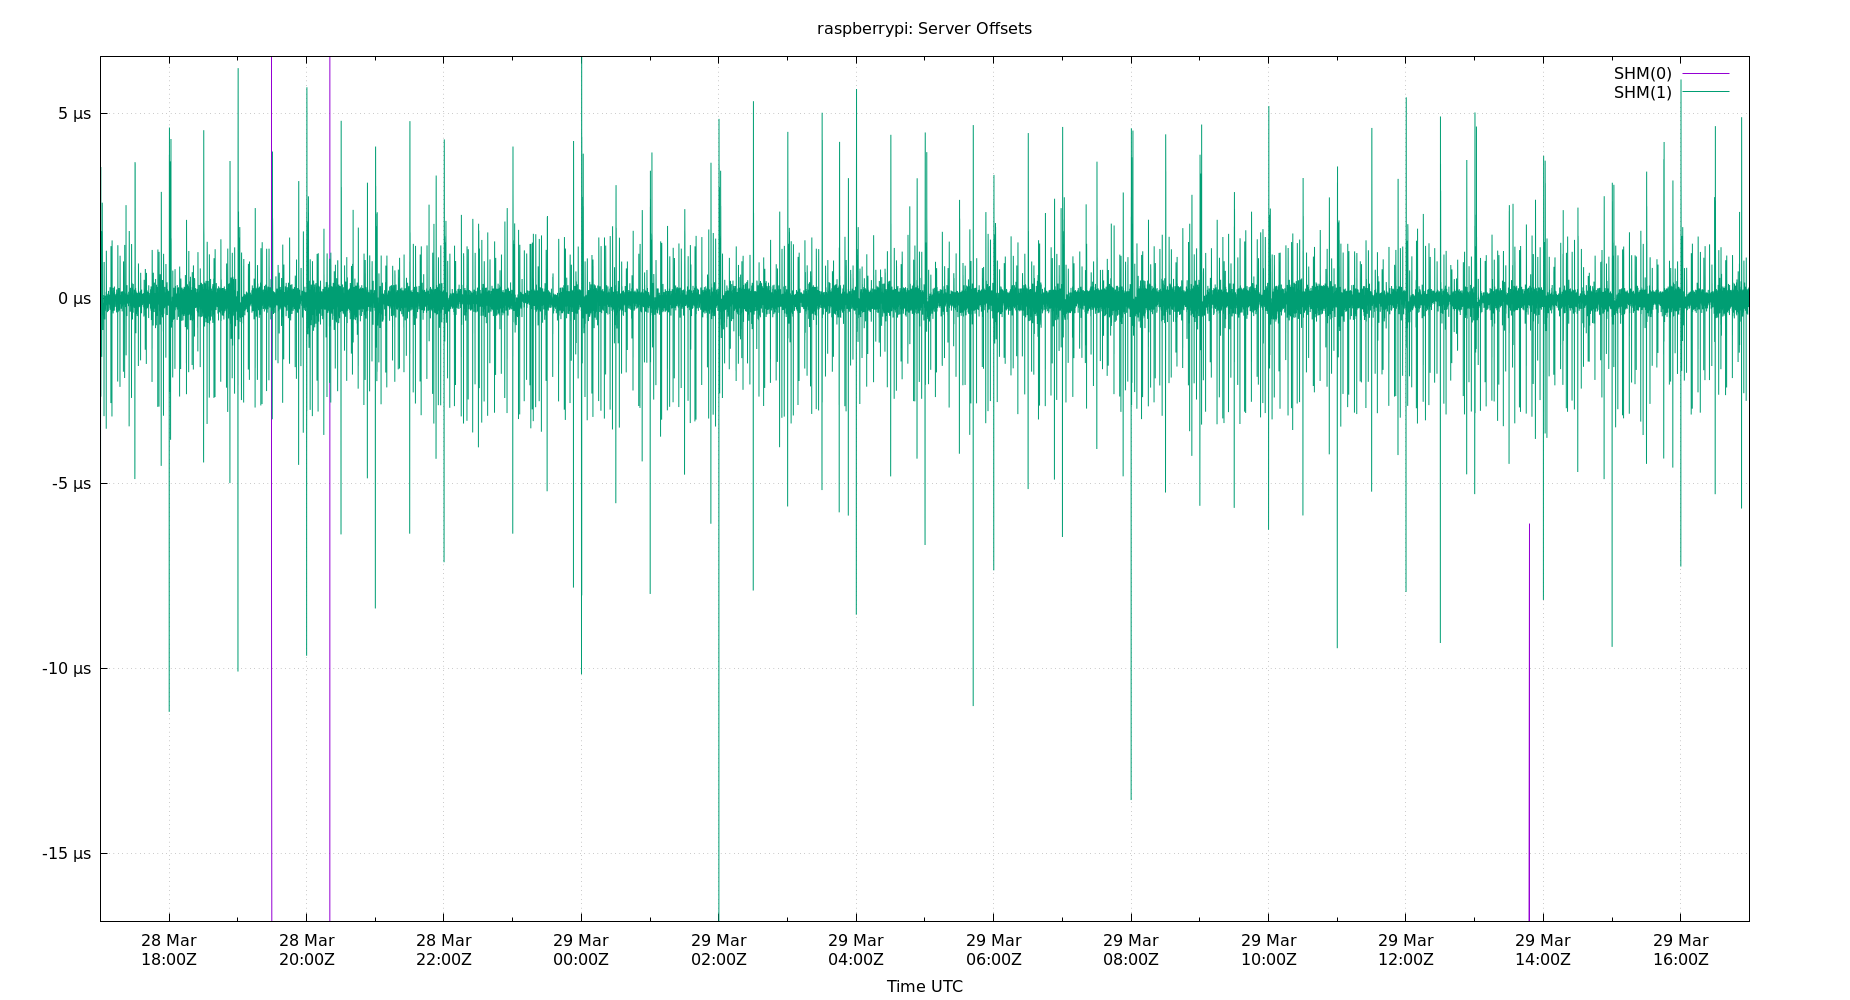 raspberrypi: Server Offsets
SHM(0)
SHM(1)
5 µs
0 µs
-5 µs
-10 µs
-15 µs
28 Mar 28 Mar 28 Mar 29 Mar 29 Mar 29 Mar 29 Mar 29 Mar 29 Mar 29 Mar 29 Mar 29 Mar
18:00Z 20:00Z 22:00Z 00:00Z 02:00Z 04:00Z 06:00Z 08:00Z 10:00Z 12:00Z 14:00Z 16:00Z
Time UTC